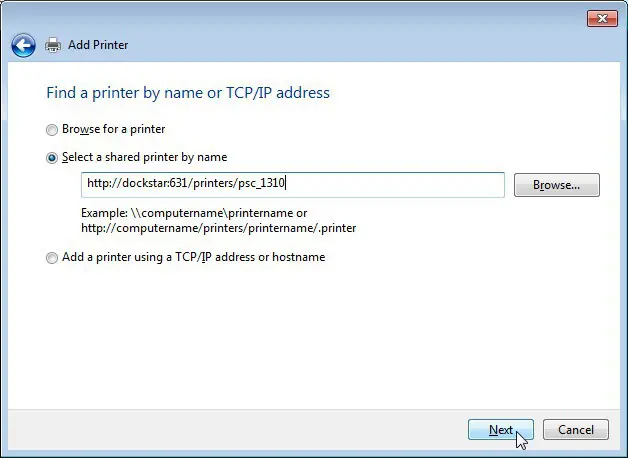 Add Printer
Find a printer by name or TCP/IP address
Browse for a printer
Select a shared printer by name
http://dockstar:631/printers/psc_1310
Browse...
Example: \\computername\printername or
http://computername/printers/printername/.printer
Add a printer using a TCP/IP address or hostname
Next
Cancel